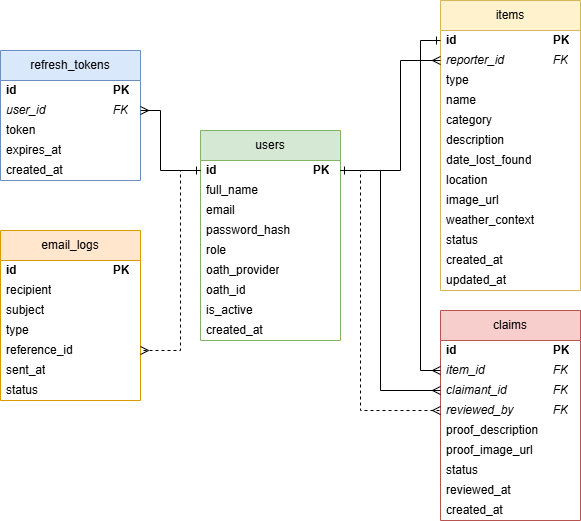 refresh_tokens
id PK
user_id FK
token
expires_at
created_at
email_logs
id PK
recipient
subject
type
reference_id
sent_at
status
users
id PK
full_name
email
password_hash
role
oath_provider
oath_id
is_active
created_at
items
id PK
reporter_id FK
type
name
category
description
date_lost_found
location
image_url
weather_context
status
created_at
updated_at
claims
id PK
item_id FK
claimant_id FK
reviewed_by FK
proof_description
proof_image_url
status
reviewed_at
created_at